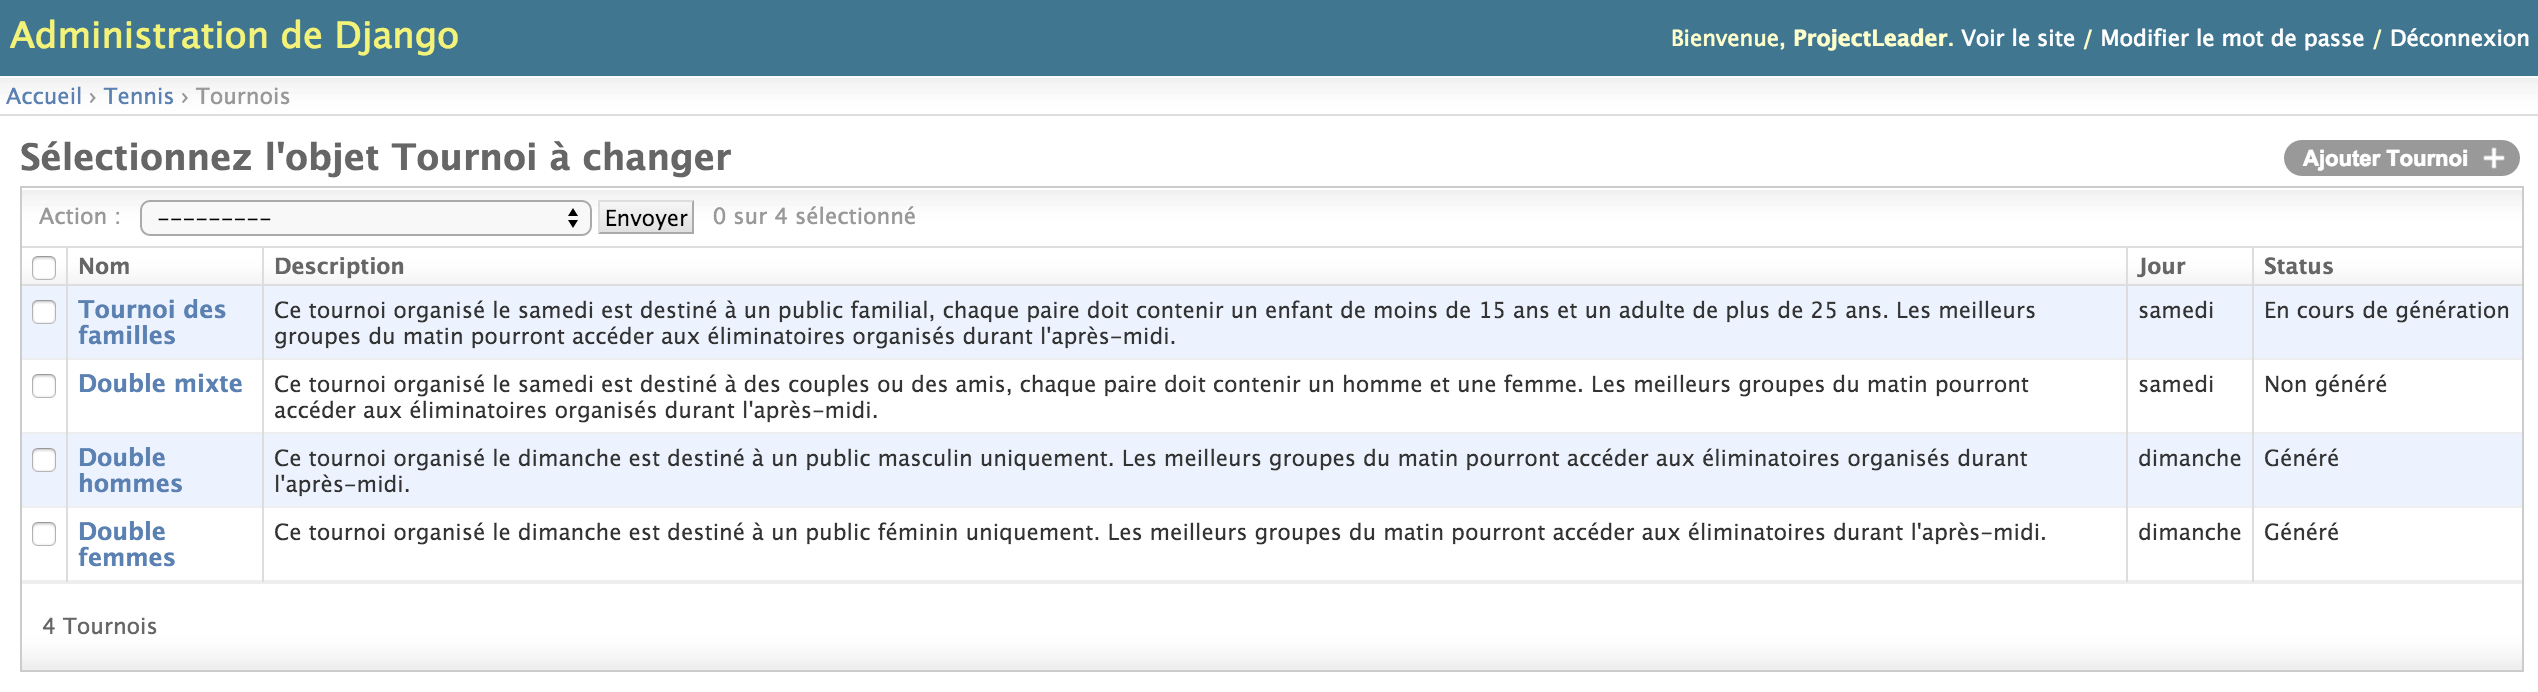 Administration de Django
Bienvenue, ProjectLeader. Voir le site / Modifier le mot de passe / Déconnexion
Accueil › Tennis › Tournois
Sélectionnez l'objet Tournoi à changer
Ajouter Tournoi +
Action : --------- Envoyer 0 sur 4 sélectionné
Nom Description Jour Status
Tournoi des familles
Ce tournoi organisé le samedi est destiné à un public familial, chaque paire doit contenir un enfant de moins de 15 ans et un adulte de plus de 25 ans. Les meilleurs
groupes du matin pourront accéder aux éliminatoires organisés durant l'après-midi.
samedi
En cours de génération
Double mixte
Ce tournoi organisé le samedi est destiné à des couples ou des amis, chaque paire doit contenir un homme et une femme. Les meilleurs groupes du matin pourront
accéder aux éliminatoires organisés durant l'après-midi.
samedi
Non généré
Double
hommes
Ce tournoi organisé le dimanche est destiné à un public masculin uniquement. Les meilleurs groupes du matin pourront accéder aux éliminatoires organisés durant
l'après-midi.
dimanche
Généré
Double
femmes
Ce tournoi organisé le dimanche est destiné à un public féminin uniquement. Les meilleurs groupes du matin pourront accéder aux éliminatoires durant l'après-midi.
dimanche
Généré
4 Tournois